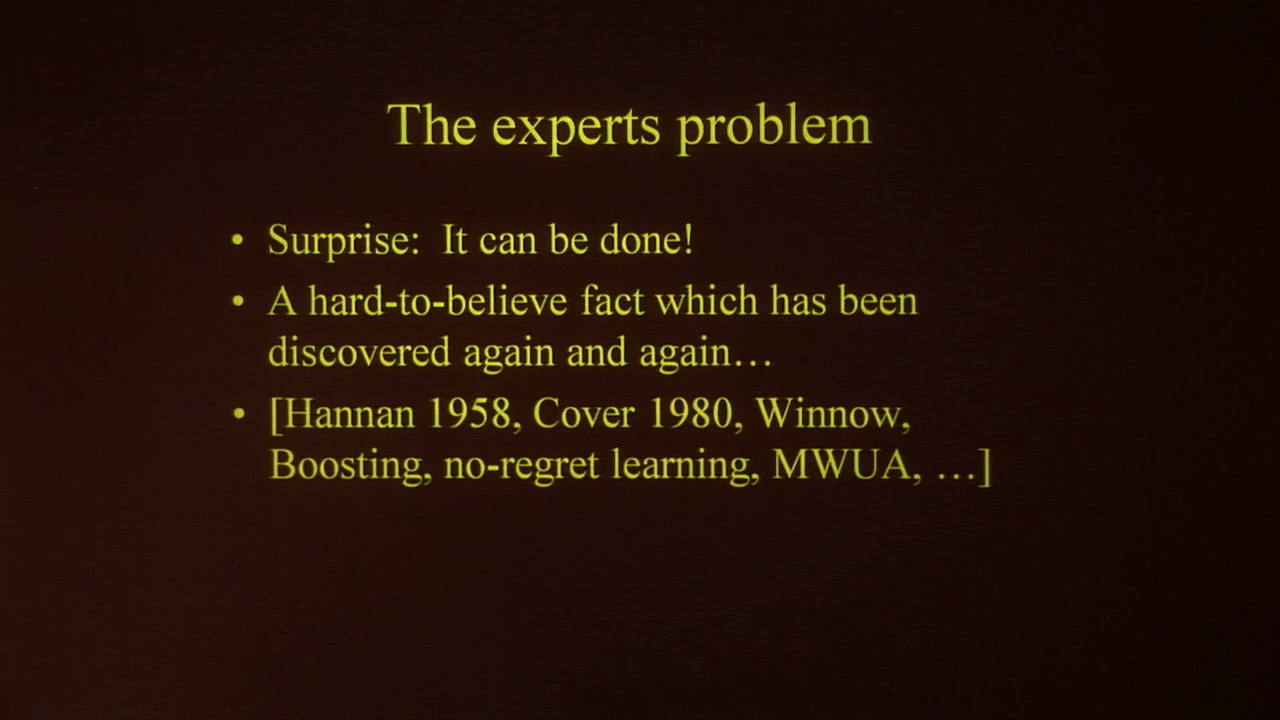 The experts problem
• Surprise: It can be done!
• A hard-to-believe fact which has been
discovered again and again…
• [Hannan 1958, Cover 1980, Winnow,
Boosting, no-regret learning, MWUA, …]